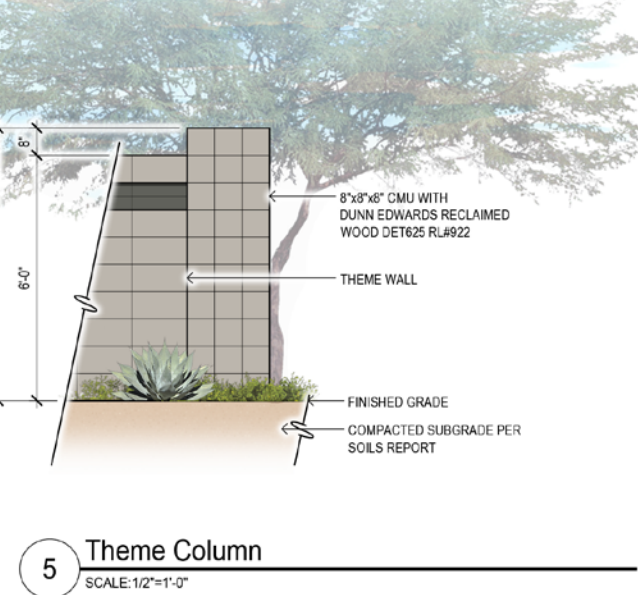 8"
8"x8"x8" CMU WITH
DUNN EDWARDS RECLAIMED
WOOD DET625 RL#922
6'-0"
THEME WALL
FINISHED GRADE
COMPACTED SUBGRADE PER
SOILS REPORT
5
Theme Column
SCALE:1/2"=1'-0"